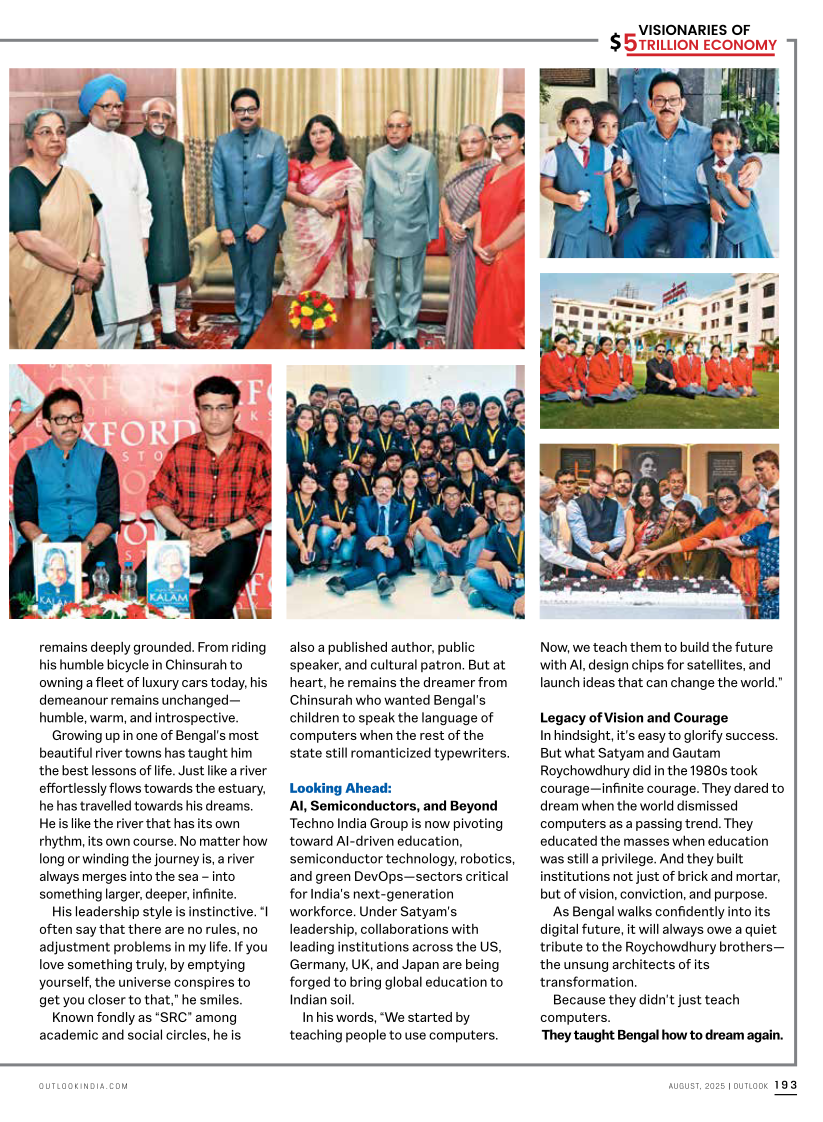 VISIONARIES OF
$5 TRILLION ECONOMY
OXFORD
KALAM
KALAM
remains deeply grounded. From riding
his humble bicycle in Chinsurah to
owning a fleet of luxury cars today, his
demeanour remains unchanged—
humble, warm, and introspective.
Growing up in one of Bengal's most
beautiful river towns has taught him
the best lessons of life. Just like a river
effortlessly flows towards the estuary,
he has travelled towards his dreams.
He is like the river that has its own
rhythm, its own course. No matter how
long or winding the journey is, a river
always merges into the sea – into
something larger, deeper, infinite.
His leadership style is instinctive. “I
often say that there are no rules, no
adjustment problems in my life. If you
love something truly, by emptying
yourself, the universe conspires to
get you closer to that,” he smiles.
Known fondly as “SRC” among
academic and social circles, he is
also a published author, public
speaker, and cultural patron. But at
heart, he remains the dreamer from
Chinsurah who wanted Bengal's
children to speak the language of
computers when the rest of the
state still romanticized typewriters.
Looking Ahead:
AI, Semiconductors, and Beyond
Techno India Group is now pivoting
toward AI-driven education,
semiconductor technology, robotics,
and green DevOps—sectors critical
for India's next-generation
workforce. Under Satyam's
leadership, collaborations with
leading institutions across the US,
Germany, UK, and Japan are being
forged to bring global education to
Indian soil.
In his words, “We started by
teaching people to use computers.
Now, we teach them to build the future
with AI, design chips for satellites, and
launch ideas that can change the world.”
Legacy of Vision and Courage
In hindsight, it's easy to glorify success.
But what Satyam and Gautam
Roychowdhury did in the 1980s took
courage—infinite courage. They dared to
dream when the world dismissed
computers as a passing trend. They
educated the masses when education
was still a privilege. And they built
institutions not just of brick and mortar,
but of vision, conviction, and purpose.
As Bengal walks confidently into its
digital future, it will always owe a quiet
tribute to the Roychowdhury brothers—
the unsung architects of its
transformation.
Because they didn't just teach
computers.
They taught Bengal how to dream again.
OUTLOOKINDIA.COM
AUGUST, 2025 | OUTLOOK 193